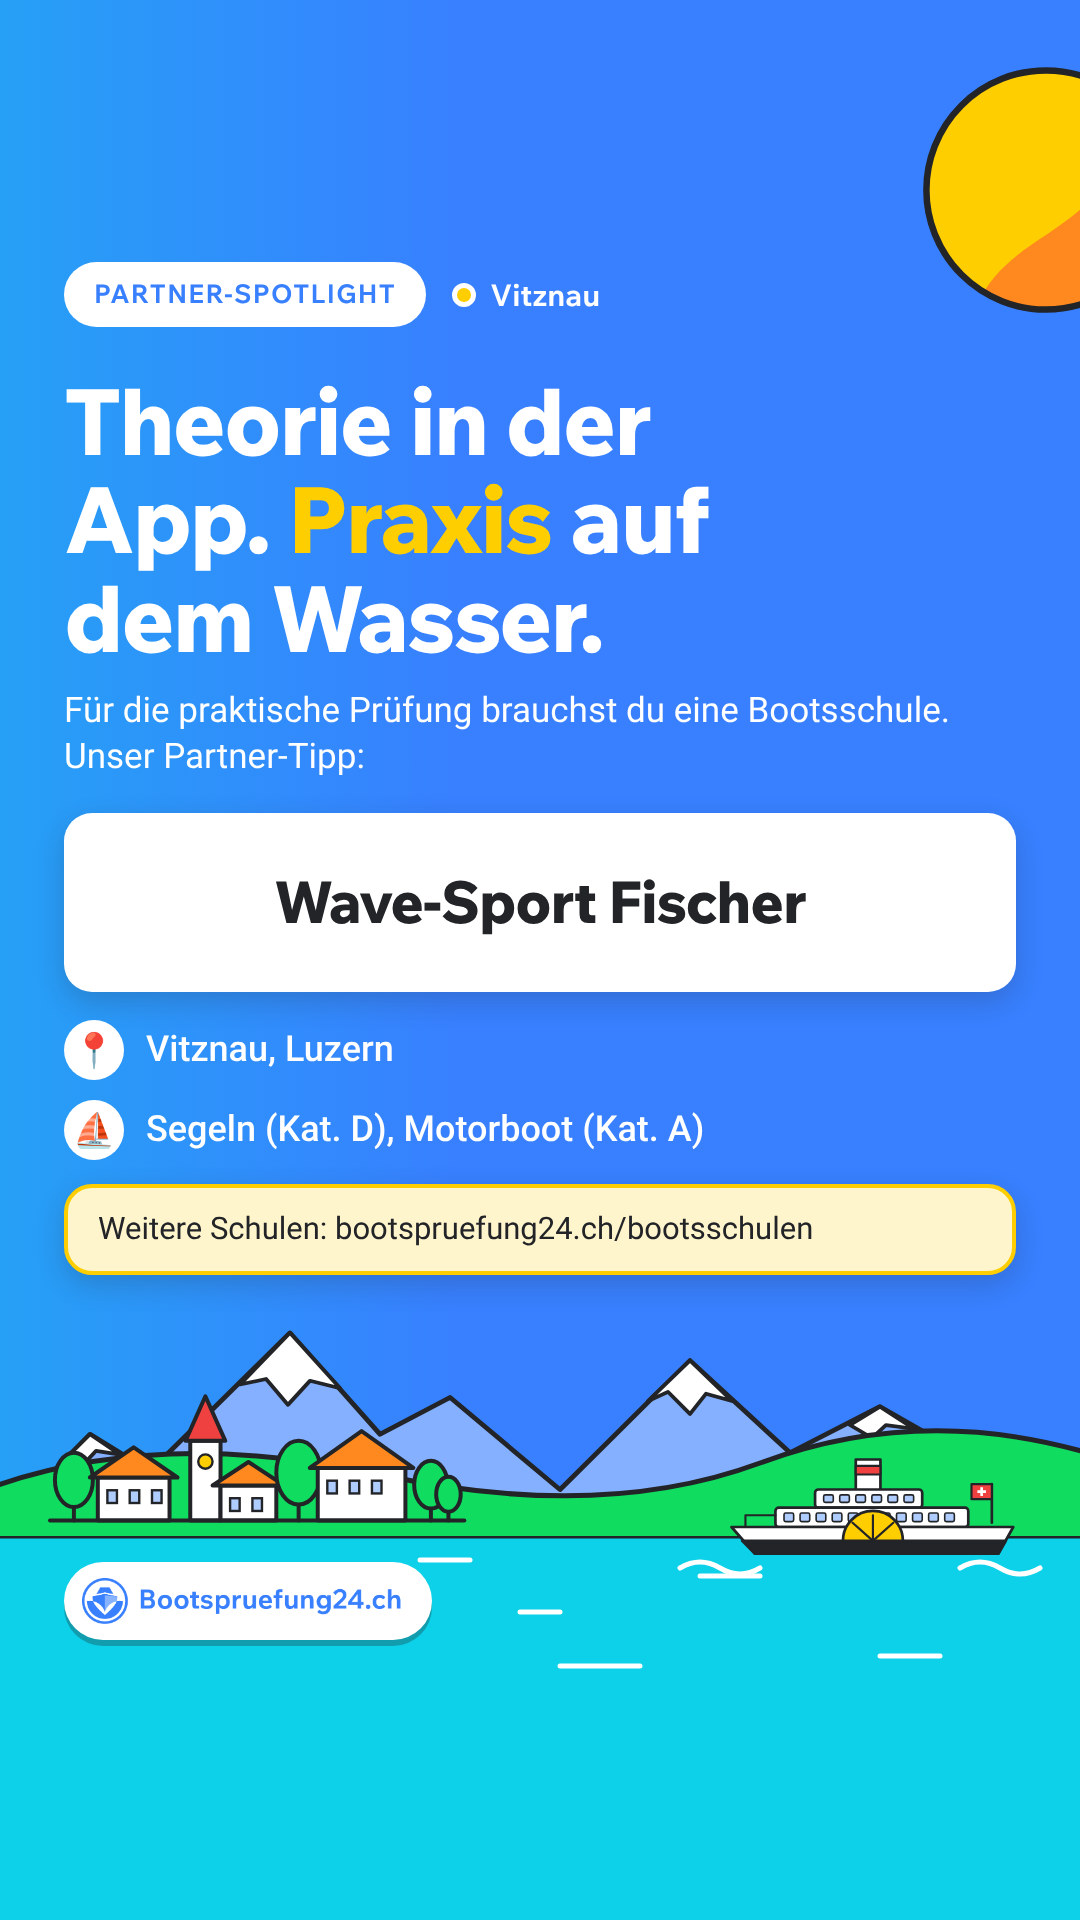 PARTNER-SPOTLIGHT
Vitznau
Theorie in der
App. Praxis auf
dem Wasser.
Für die praktische Prüfung brauchst du eine Bootsschule.
Unser Partner-Tipp:
Wave-Sport Fischer
Vitznau, Luzern
Segeln (Kat. D), Motorboot (Kat. A)
Weitere Schulen: bootspruefung24.ch/bootsschulen
Bootspruefung24.ch